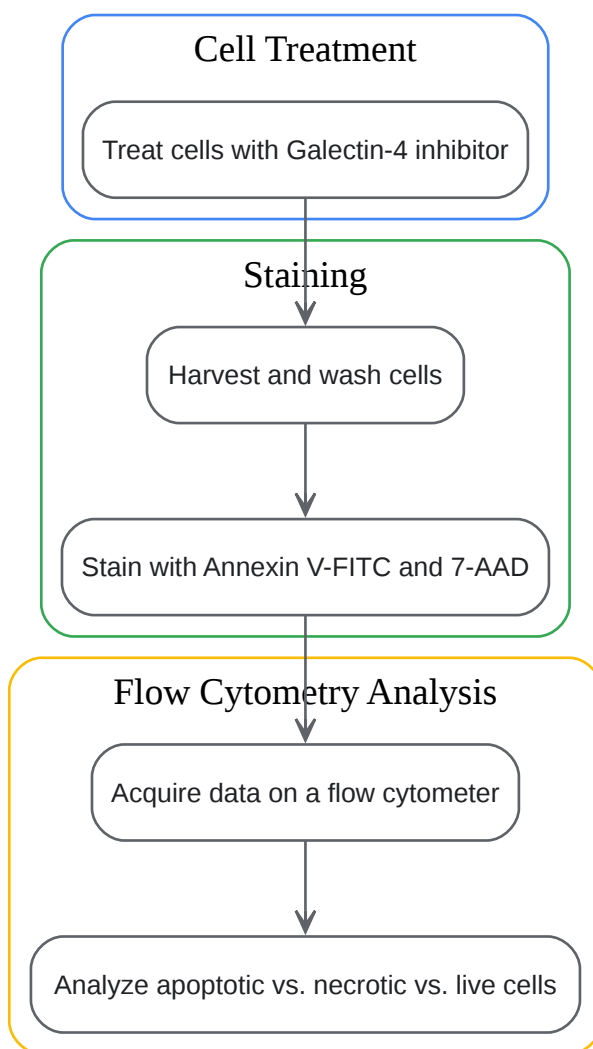 Cell Treatment
Treat cells with Galectin-4 inhibitor
Staining
Harvest and wash cells
Stain with Annexin V-FITC and 7-AAD
Flow Cytometry Analysis
Acquire data on a flow cytometer
Analyze apoptotic vs. necrotic vs. live cells